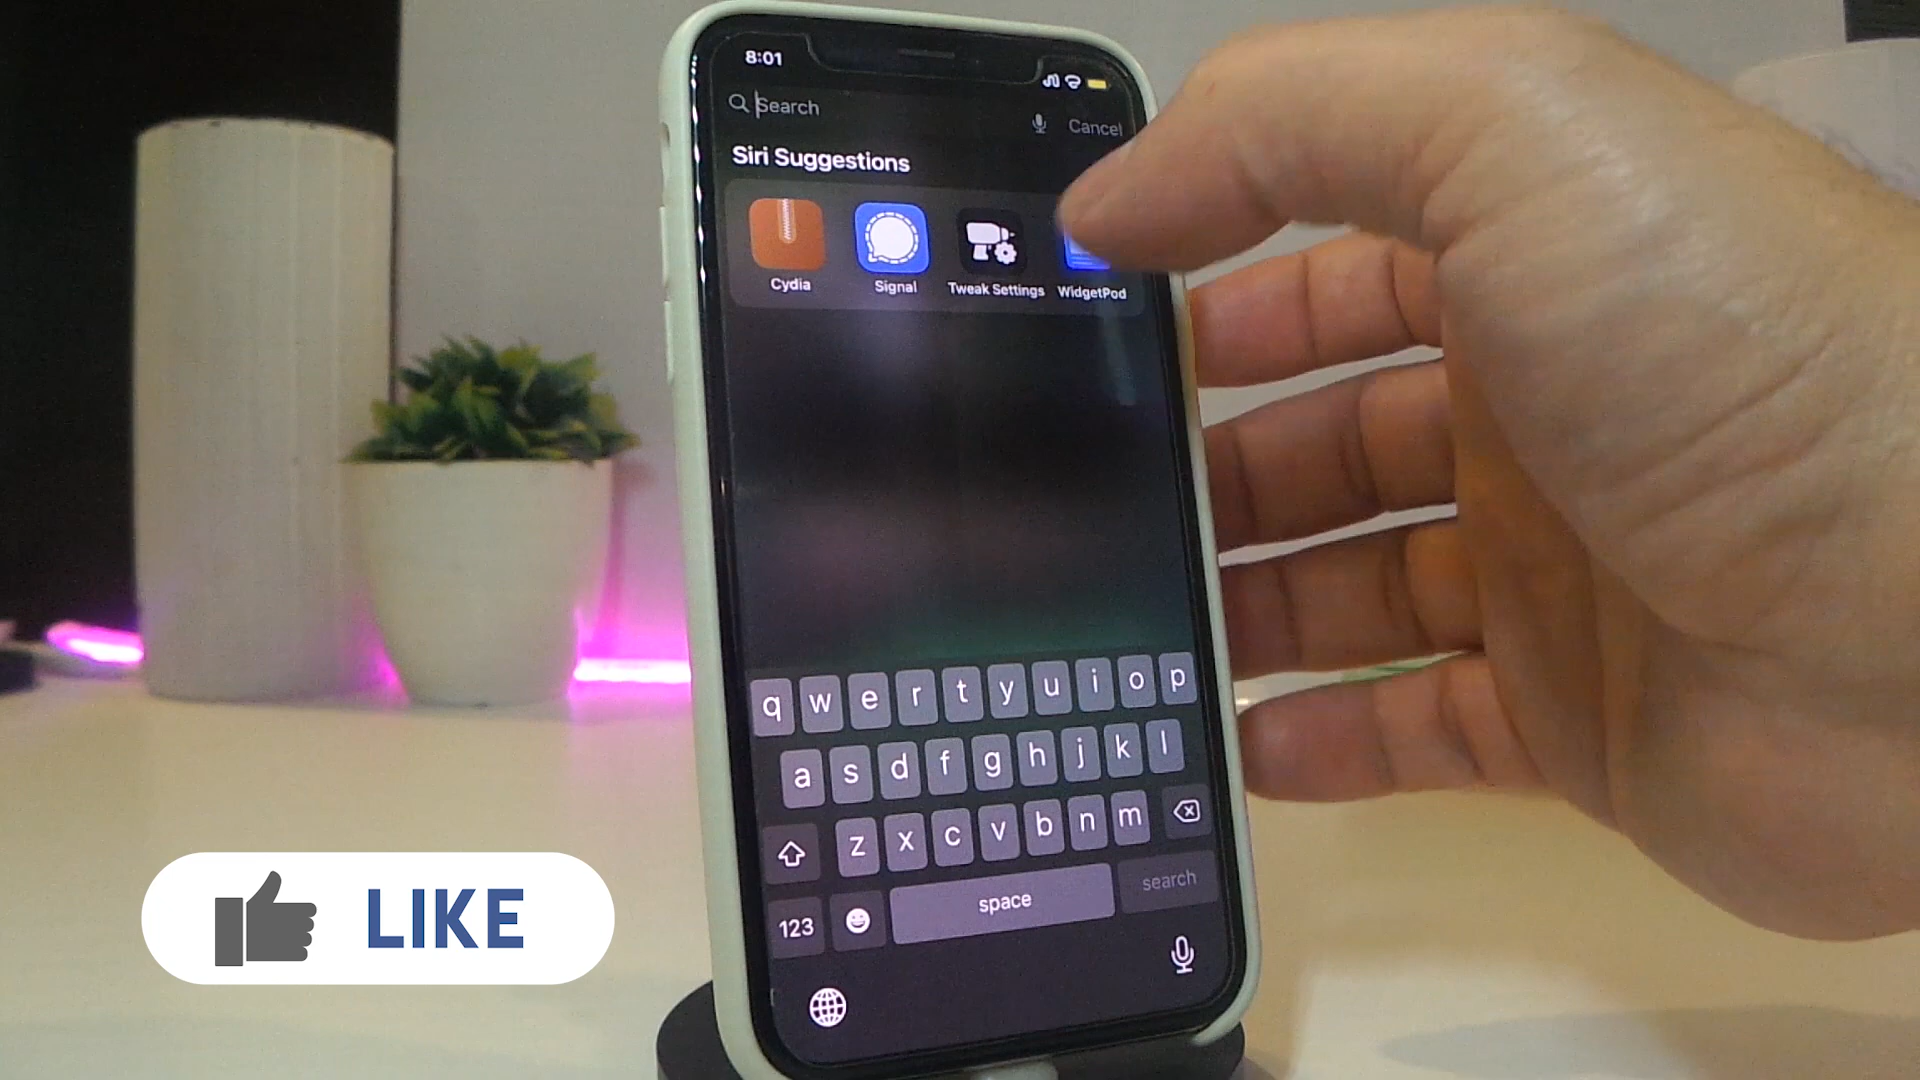 8:01
Search
Cancel
Siri Suggestions
Cydia Signal Tweak Settings WidgetPod
q w e r t y u i o p
a s d f g h j k l
z x c v b n m
123 space search
LIKE